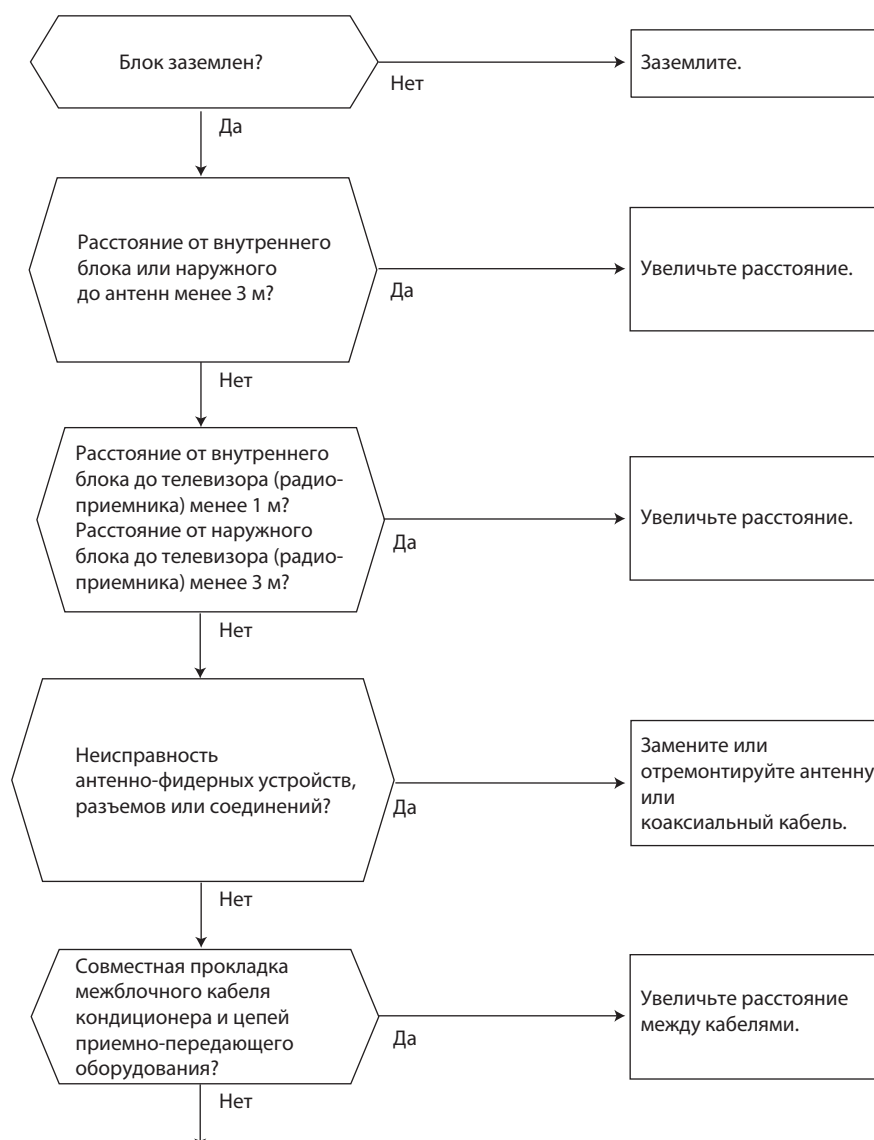 Блок заземлен?
Нет
Заземлите.
Да
Расстояние от внутреннего
блока или наружного
до антенн менее 3 м?
Да
Увеличьте расстояние.
Нет
Расстояние от внутреннего
блока до телевизора (радио-
приемника) менее 1 м?
Расстояние от наружного
блока до телевизора (радио-
приемника) менее 3 м?
Да
Увеличьте расстояние.
Нет
Неисправность
антенно-фидерных устройств,
разъемов или соединений?
Да
Замените или
отремонтируйте антенну
или
коаксиальный кабель.
Нет
Совместная прокладка
межблочного кабеля
кондиционера и цепей
приемно-передающего
оборудования?
Да
Увеличьте расстояние
между кабелями.
Нет